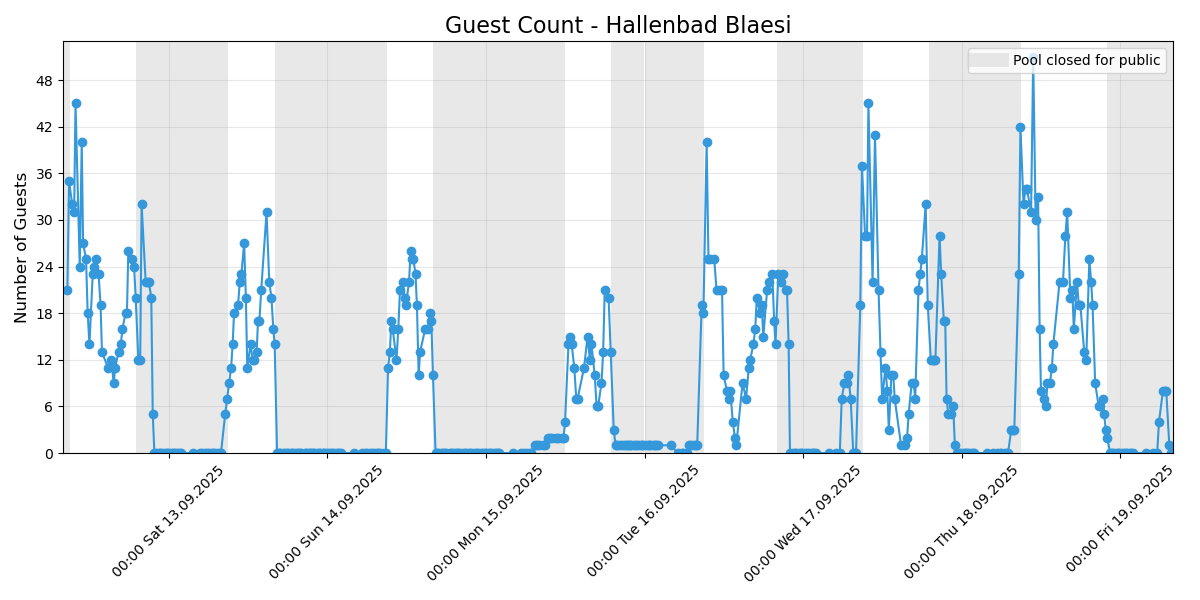 Guest Count - Hallenbad Blaesi
Pool closed for public
Number of Guests
48
42
36
30
24
18
12
6
0
00:00 Sat 13.09.2025
00:00 Sun 14.09.2025
00:00 Mon 15.09.2025
00:00 Tue 16.09.2025
00:00 Wed 17.09.2025
00:00 Thu 18.09.2025
00:00 Fri 19.09.2025